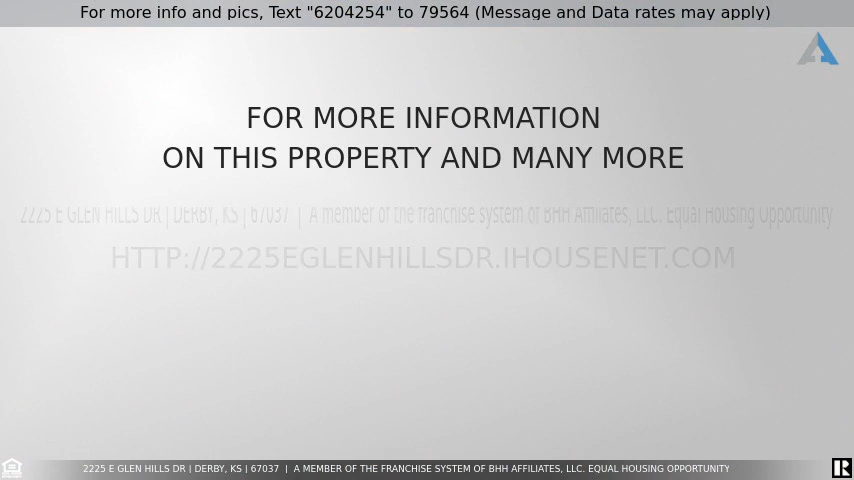 For more info and pics, Text "6204254" to 79564 (Message and Data rates may apply)
FOR MORE INFORMATION
ON THIS PROPERTY AND MANY MORE
2225 E GLEN HILLS DR | DERBY, KS | 67037 | A member of the franchise system of BHH Affiliates, LLC. Equal Housing Opportunity
HTTP://2225EGLENHILLSDR.IHOUSENET.COM
2225 E GLEN HILLS DR | DERBY, KS | 67037 | A MEMBER OF THE FRANCHISE SYSTEM OF BHH AFFILIATES, LLC. EQUAL HOUSING OPPORTUNITY